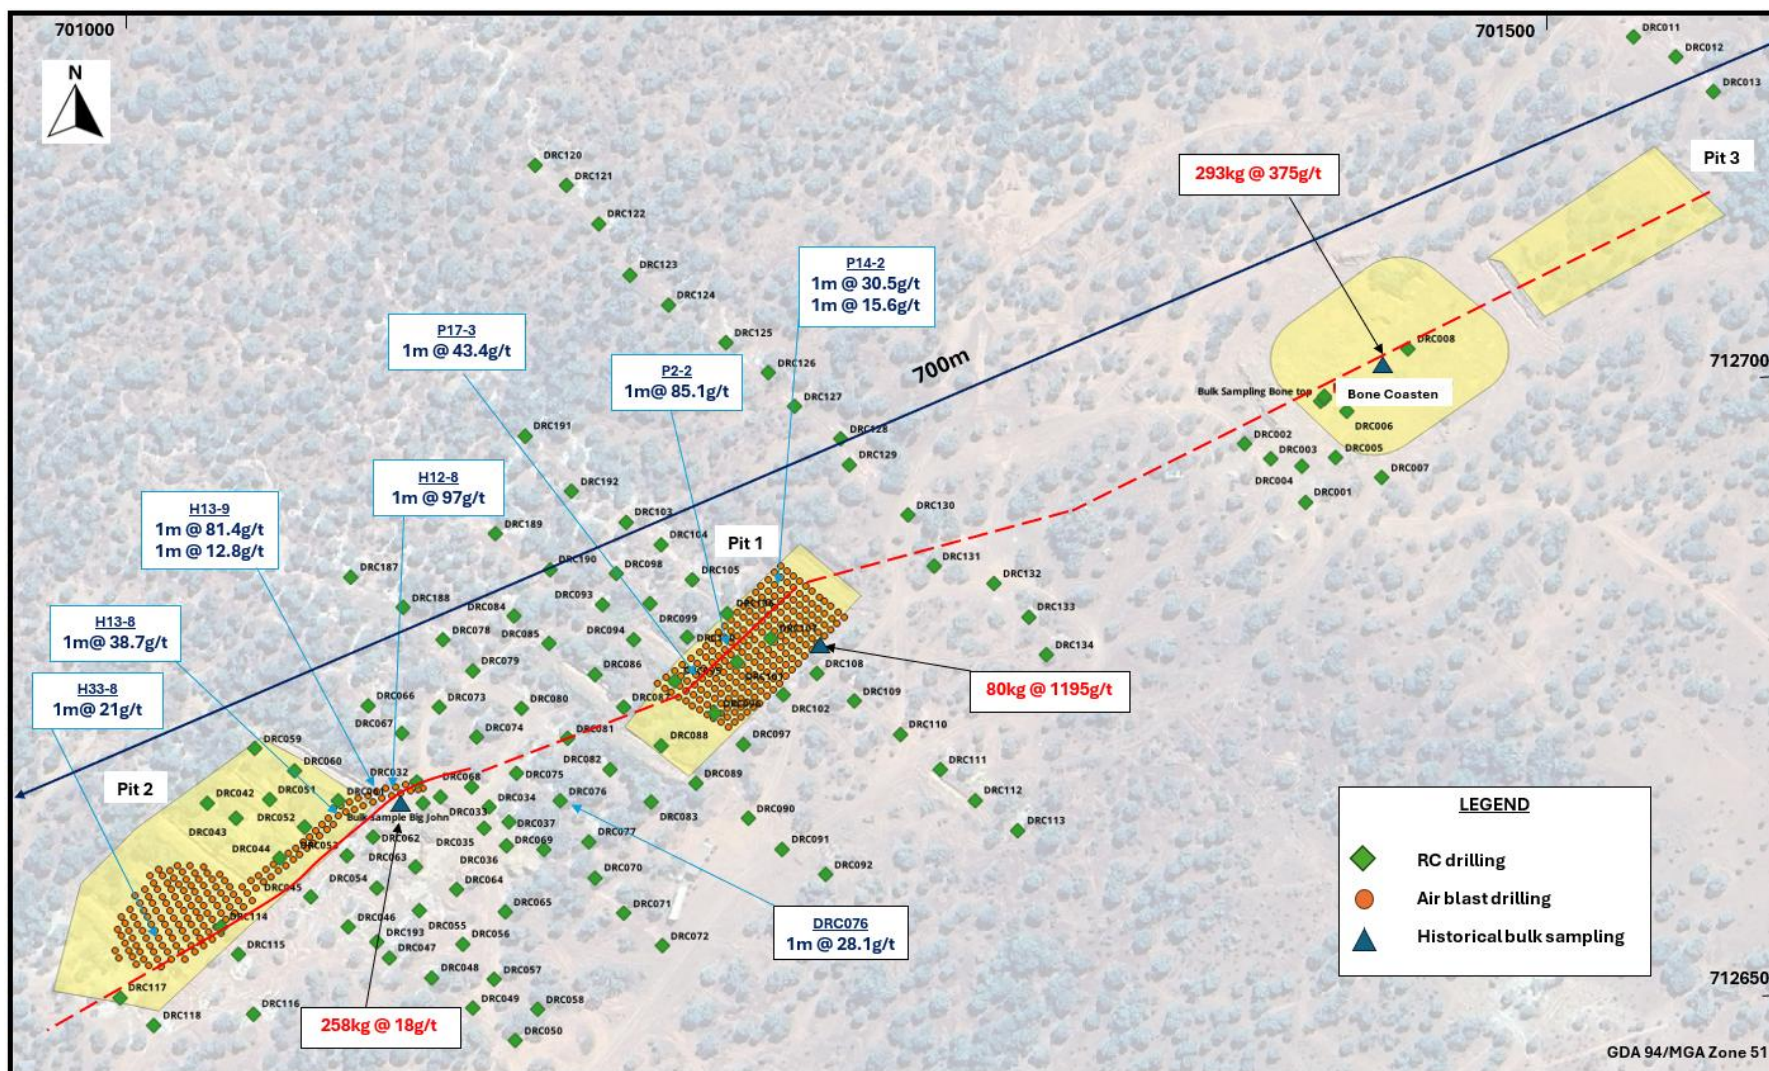 701000
701500
N
DRC011
DRC012
DRC013
Pit 3
DRC120
DRC121
DRC122
DRC123
DRC124
DRC125
DRC126
DRC127
DRC128
DRC129
293kg @ 375g/t
P14-2
1m @ 30.5g/t
1m @ 15.6g/t
P17-3
1m @ 43.4g/t
P2-2
1m@ 85.1g/t
700m
DRC008
712700
Bulk Sampling Bone top
Bone Coasten
DRC006
DRC002
DRC003
DRC005
DRC004
DRC007
DRC001
DRC191
DRC192
DRC189
DRC190
DRC103
DRC104
DRC105
DRC098
DRC130
DRC131
DRC132
DRC133
DRC134
H12-8
1m @ 97g/t
H13-9
1m @ 81.4g/t
1m @ 12.8g/t
Pit 1
DRC187
DRC188
DRC084
DRC093
DRC099
DRC078
DRC085
DRC094
DRC079
DRC086
DRC108
H13-8
1m@ 38.7g/t
H33-8
1m@ 21g/t
80kg @ 1195g/t
DRC066
DRC073
DRC080
DRC087
DRC102
DRC109
DRC067
DRC074
DRC081
DRC088
DRC097
DRC110
DRC059
DRC060
DRC032
DRC068
DRC075
DRC082
DRC089
DRC111
Pit 2
DRC042
DRC051
DRC061
DRC034
DRC076
DRC083
DRC090
DRC112
DRC043
DRC052
Bulk sample Big John
DRC033
DRC037
DRC113
DRC044
DRC053
DRC062
DRC035
DRC069
DRC077
DRC091
DRC063
DRC036
DRC092
DRC045
DRC054
DRC064
DRC070
DRC114
DRC046
DRC055
DRC065
DRC071
DRC115
DRC193
DRC047
DRC056
DRC072
DRC076
1m @ 28.1g/t
DRC117
DRC048
DRC057
DRC118
DRC116
DRC049
DRC058
DRC050
258kg @ 18g/t
LEGEND
RC drilling
Air blast drilling
Historical bulk sampling
712650
GDA 94/MGA Zone 51